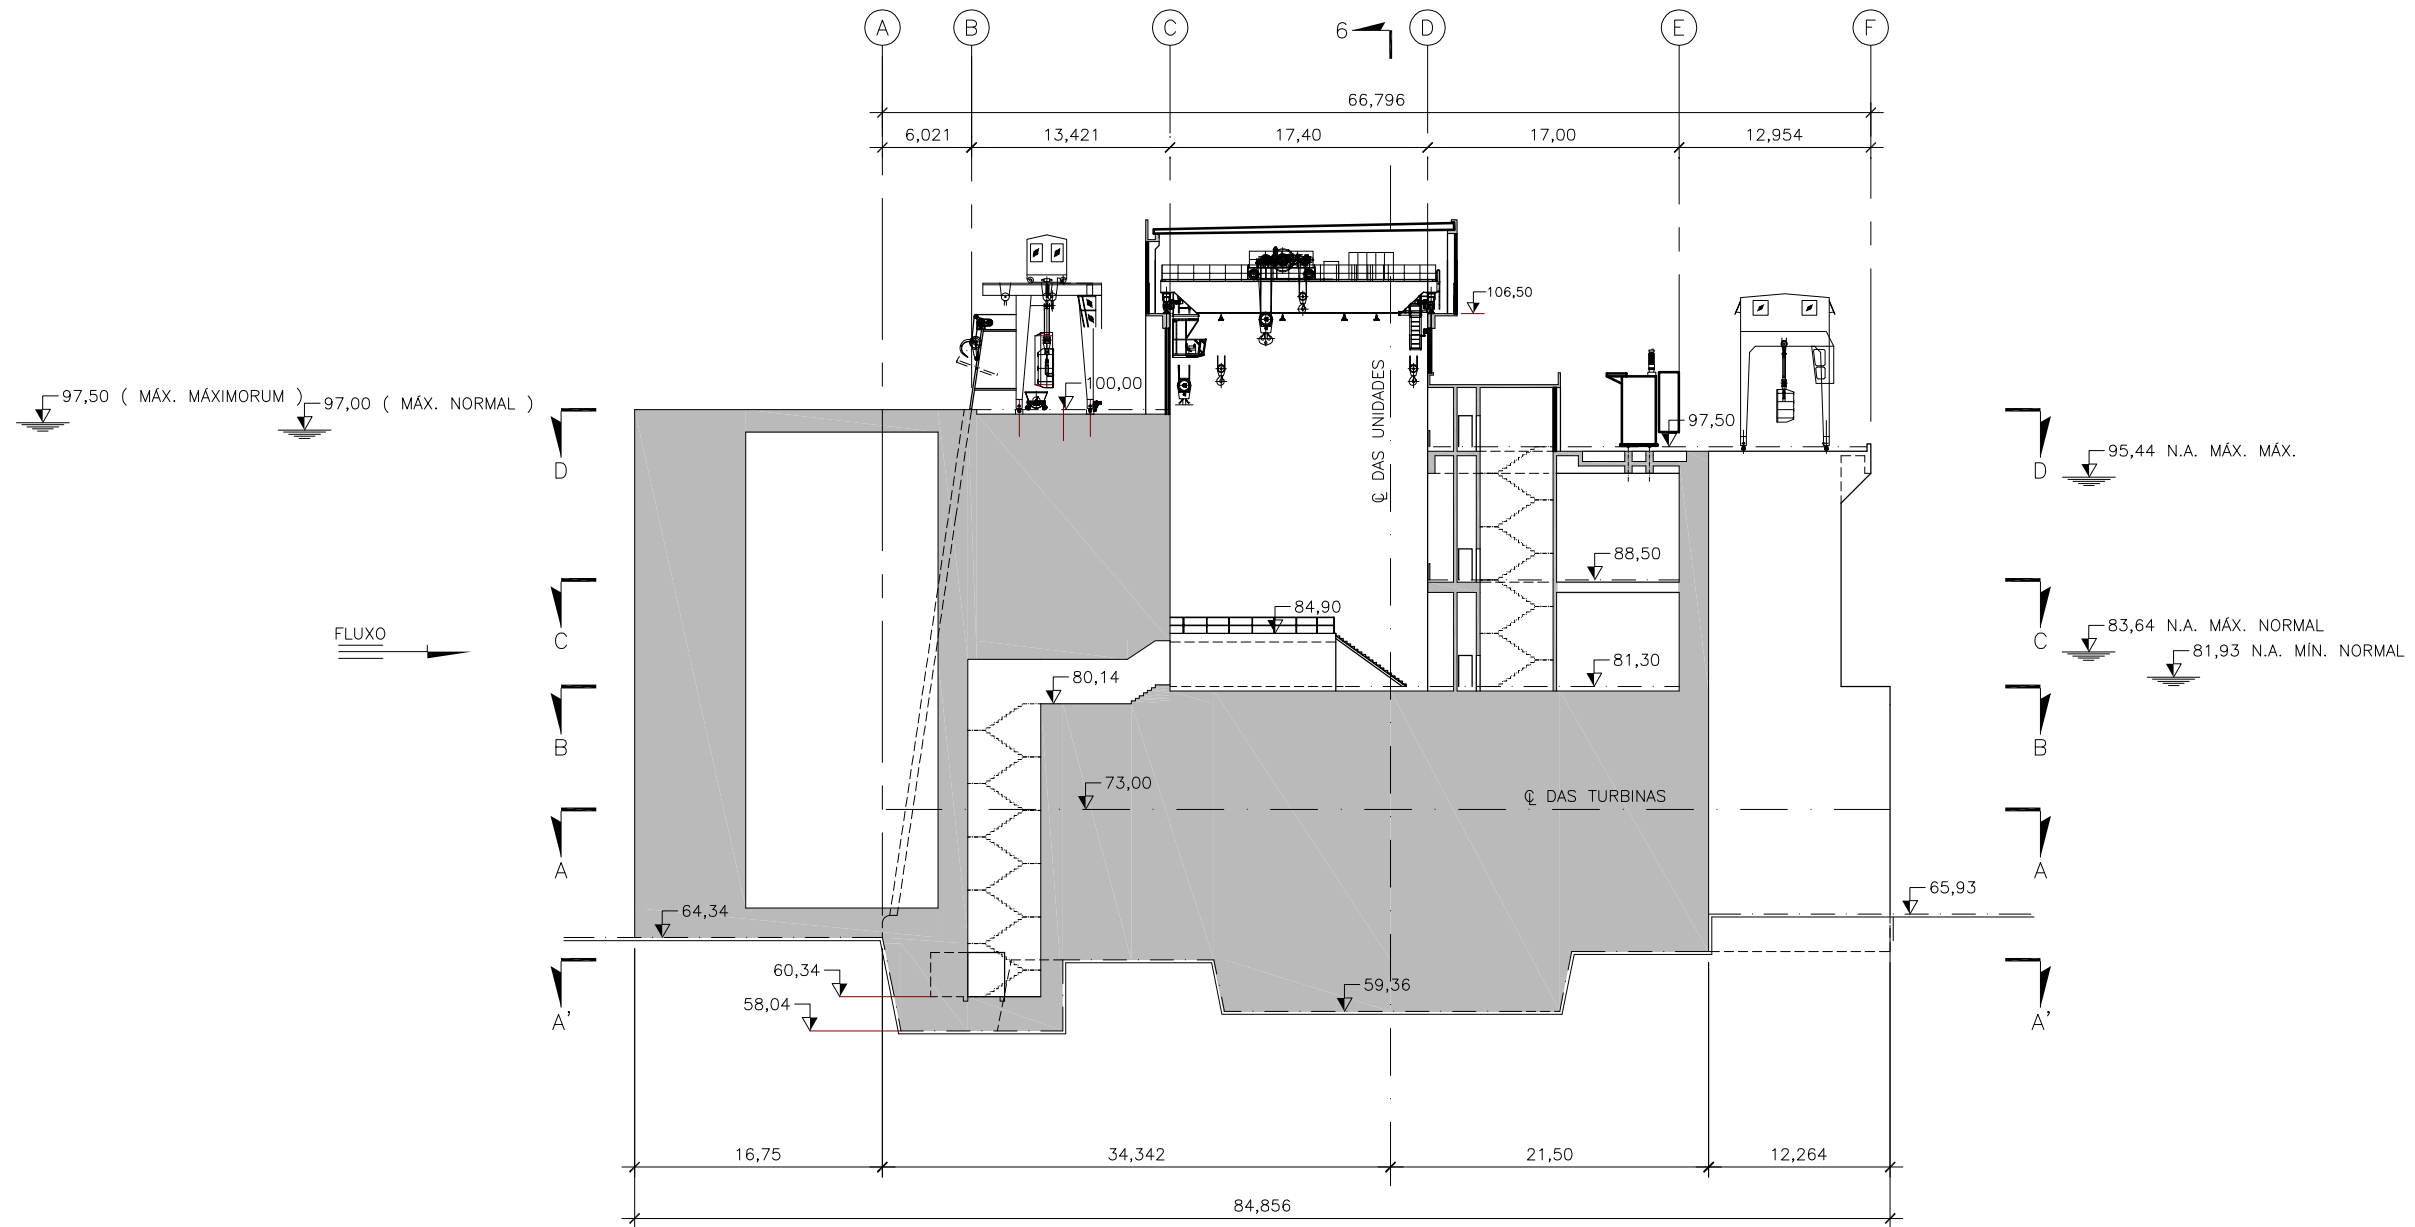 A B C 6 D E F
66,796
6,021 13,421 17,40 17,00 12,954
106,50
97,50 ( MÁX. MÁXIMORUM )
97,00 ( MÁX. NORMAL )
100,00
℄ DAS UNIDADES
97,50
95,44 N.A. MÁX. MÁX.
D D
88,50
84,90
FLUXO
C C
83,64 N.A. MÁX. NORMAL
81,93 N.A. MÍN. NORMAL
81,30
80,14
B B
73,00
℄ DAS TURBINAS
A A
65,93
64,34
60,34
58,04
59,36
A' A'
16,75 34,342 21,50 12,264
84,856